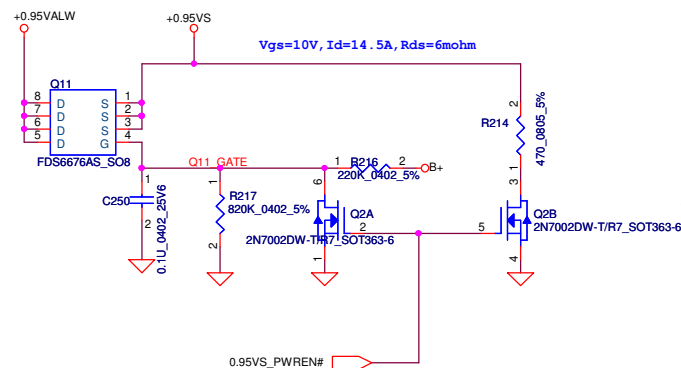 +0.95VALW
+0.95VS
Vgs=10V,Id=14.5A,Rds=6mohm
Q11
8 D S 1
7 D S 2
6 D S 3
5 D G 4
FDS6676AS_SO8
2
R214
470_0805_5%
1
Q11_GATE
1 R216 2
220K_0402_5%
B+
1
C250
2
0.1U_0402_25V6
1
R217
820K_0402_5%
2
6
Q2A
2
2N7002DW-T/R7_SOT363-6
1
3
Q2B
5
2N7002DW-T/R7_SOT363-6
4
0.95VS_PWREN#